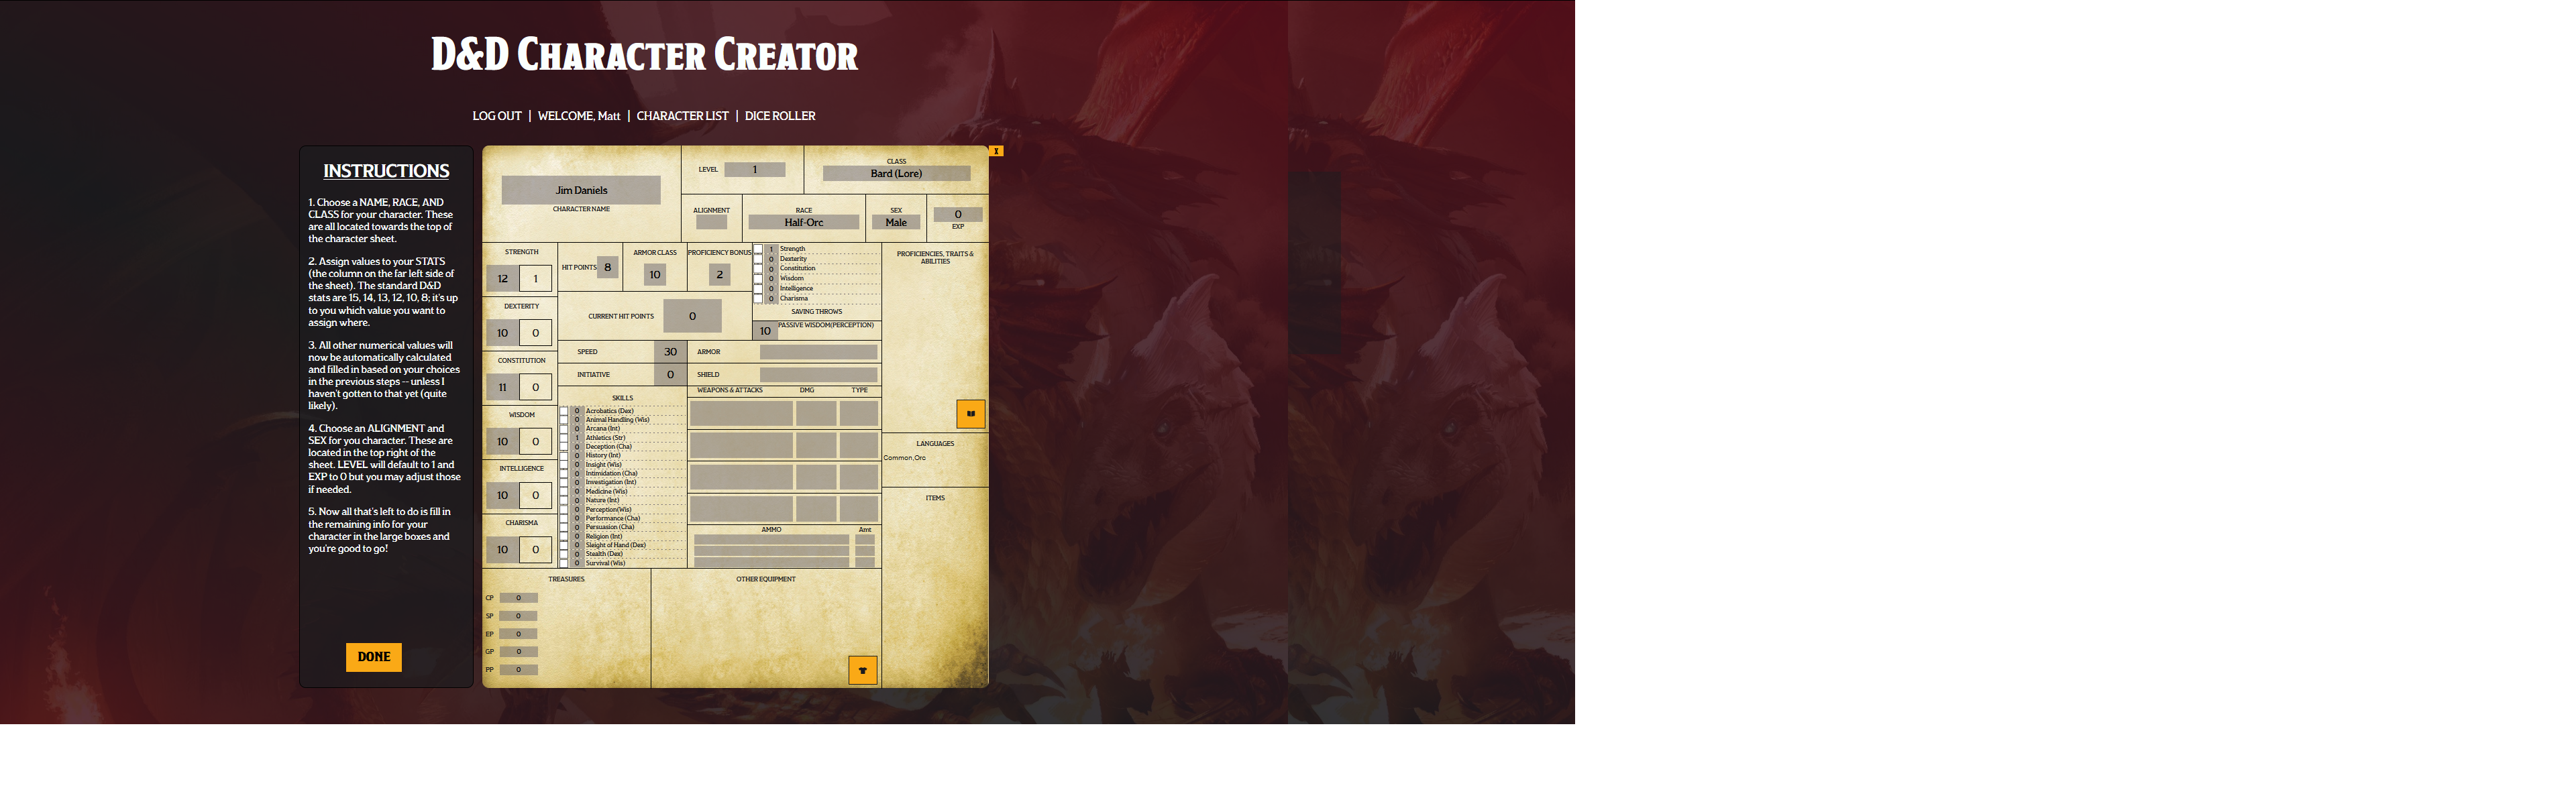 D&D CHARACTER CREATOR
LOG OUT | WELCOME, Matt | CHARACTER LIST | DICE ROLLER
INSTRUCTIONS
1. Choose a NAME, RACE, AND
CLASS for your character. These
are all located towards the top of
the character sheet.
2. Assign values to your STATS
(the column on the far left side of
the sheet). The standard D&D
stats are 15, 14, 13, 12, 10, 8; it's up
to you which value you want to
assign where.
3. All other numerical values will
now be automatically calculated
and filled in based on your choices
in the previous steps -- unless I
haven't gotten to that yet (quite
likely).
4. Choose an ALIGNMENT and
SEX for you character. These are
located in the top right of the
sheet. LEVEL will default to 1 and
EXP to 0 but you may adjust those
if needed.
5. Now all that's left to do is fill in
the remaining info for your
character in the large boxes and
you're good to go!
DONE
Jim Daniels
CHARACTER NAME
LEVEL 1
CLASS
Bard (Lore)
X
ALIGNMENT
RACE
Half-Orc
SEX
Male
0
EXP
STRENGTH
12 1
DEXTERITY
10 0
CONSTITUTION
11 0
WISDOM
10 0
INTELLIGENCE
10 0
CHARISMA
10 0
HIT POINTS 8
ARMOR CLASS
10
PROFICIENCY BONUS
2
CURRENT HIT POINTS 0
1 Strength
0 Dexterity
0 Constitution
0 Wisdom
0 Intelligence
0 Charisma
SAVING THROWS
10 PASSIVE WISDOM(PERCEPTION)
SPEED 30
INITIATIVE 0
ARMOR
SHIELD
SKILLS
0 Acrobatics (Dex)
0 Animal Handling (Wis)
0 Arcana (Int)
1 Athletics (Str)
0 Deception (Cha)
0 History (Int)
0 Insight (Wis)
0 Intimidation (Cha)
0 Investigation (Int)
0 Medicine (Wis)
0 Nature (Int)
0 Perception(Wis)
0 Performance (Cha)
0 Persuasion (Cha)
0 Religion (Int)
0 Sleight of Hand (Dex)
0 Stealth (Dex)
0 Survival (Wis)
WEAPONS & ATTACKS DMG TYPE
AMMO Amt
PROFICIENCIES, TRAITS &
ABILITIES
LANGUAGES
Common,Orc
ITEMS
TREASURES
CP 0
SP 0
EP 0
GP 0
PP 0
OTHER EQUIPMENT